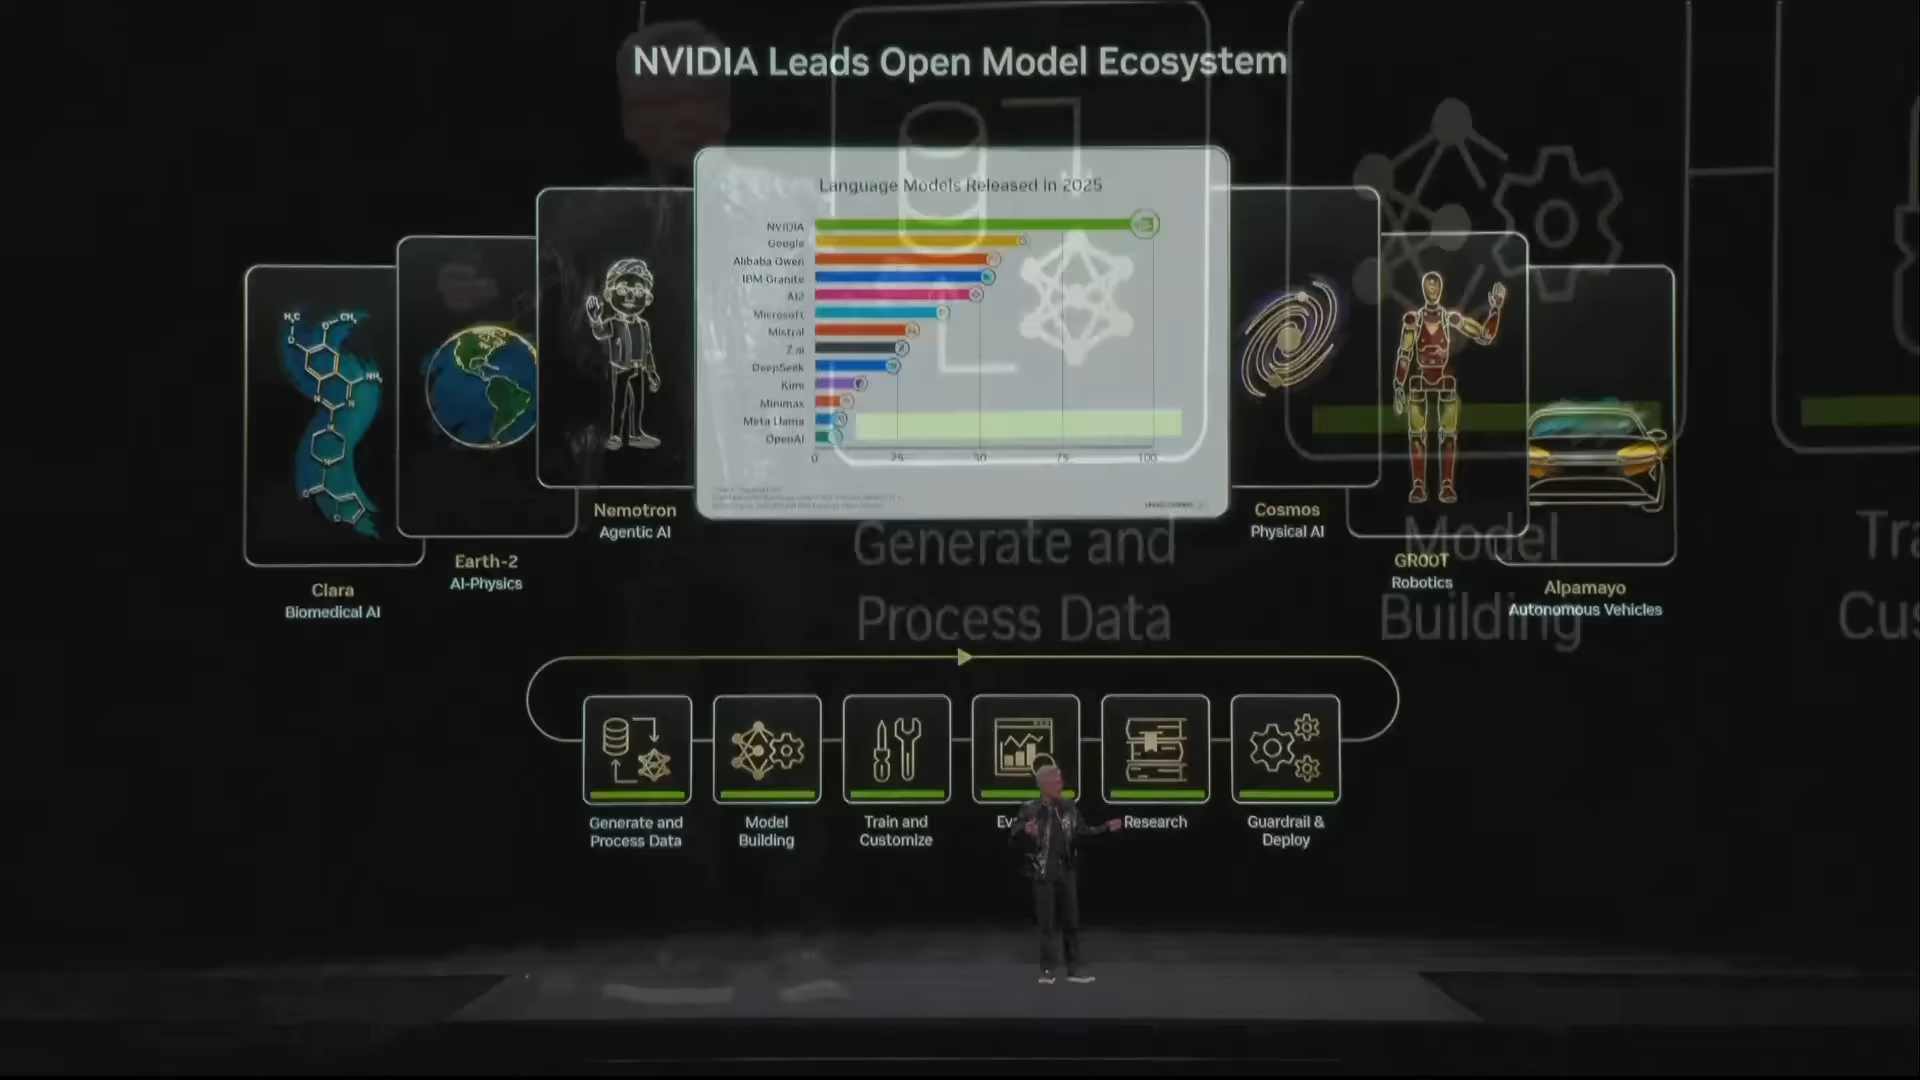 NVIDIA Leads Open Model Ecosystem
Language Models Released in 2025
NVIDIA
Google
Alibaba Qwen
IBM Granite
AI2
Microsoft
Mistral
Z.ai
DeepSeek
Kimi
Minimax
Meta Llama
OpenAI
0 25 50 75 100
Clara
Biomedical AI
Earth-2
AI-Physics
Nemotron
Agentic AI
Cosmos
Physical AI
GR00T
Robotics
Alpamayo
Autonomous Vehicles
Generate and
Process Data
Model
Building
Generate and
Process Data
Model
Building
Train and
Customize
Research
Guardrail &
Deploy
H₃C
O
O
CH₃
NH₂
N
N
N
N
O
O